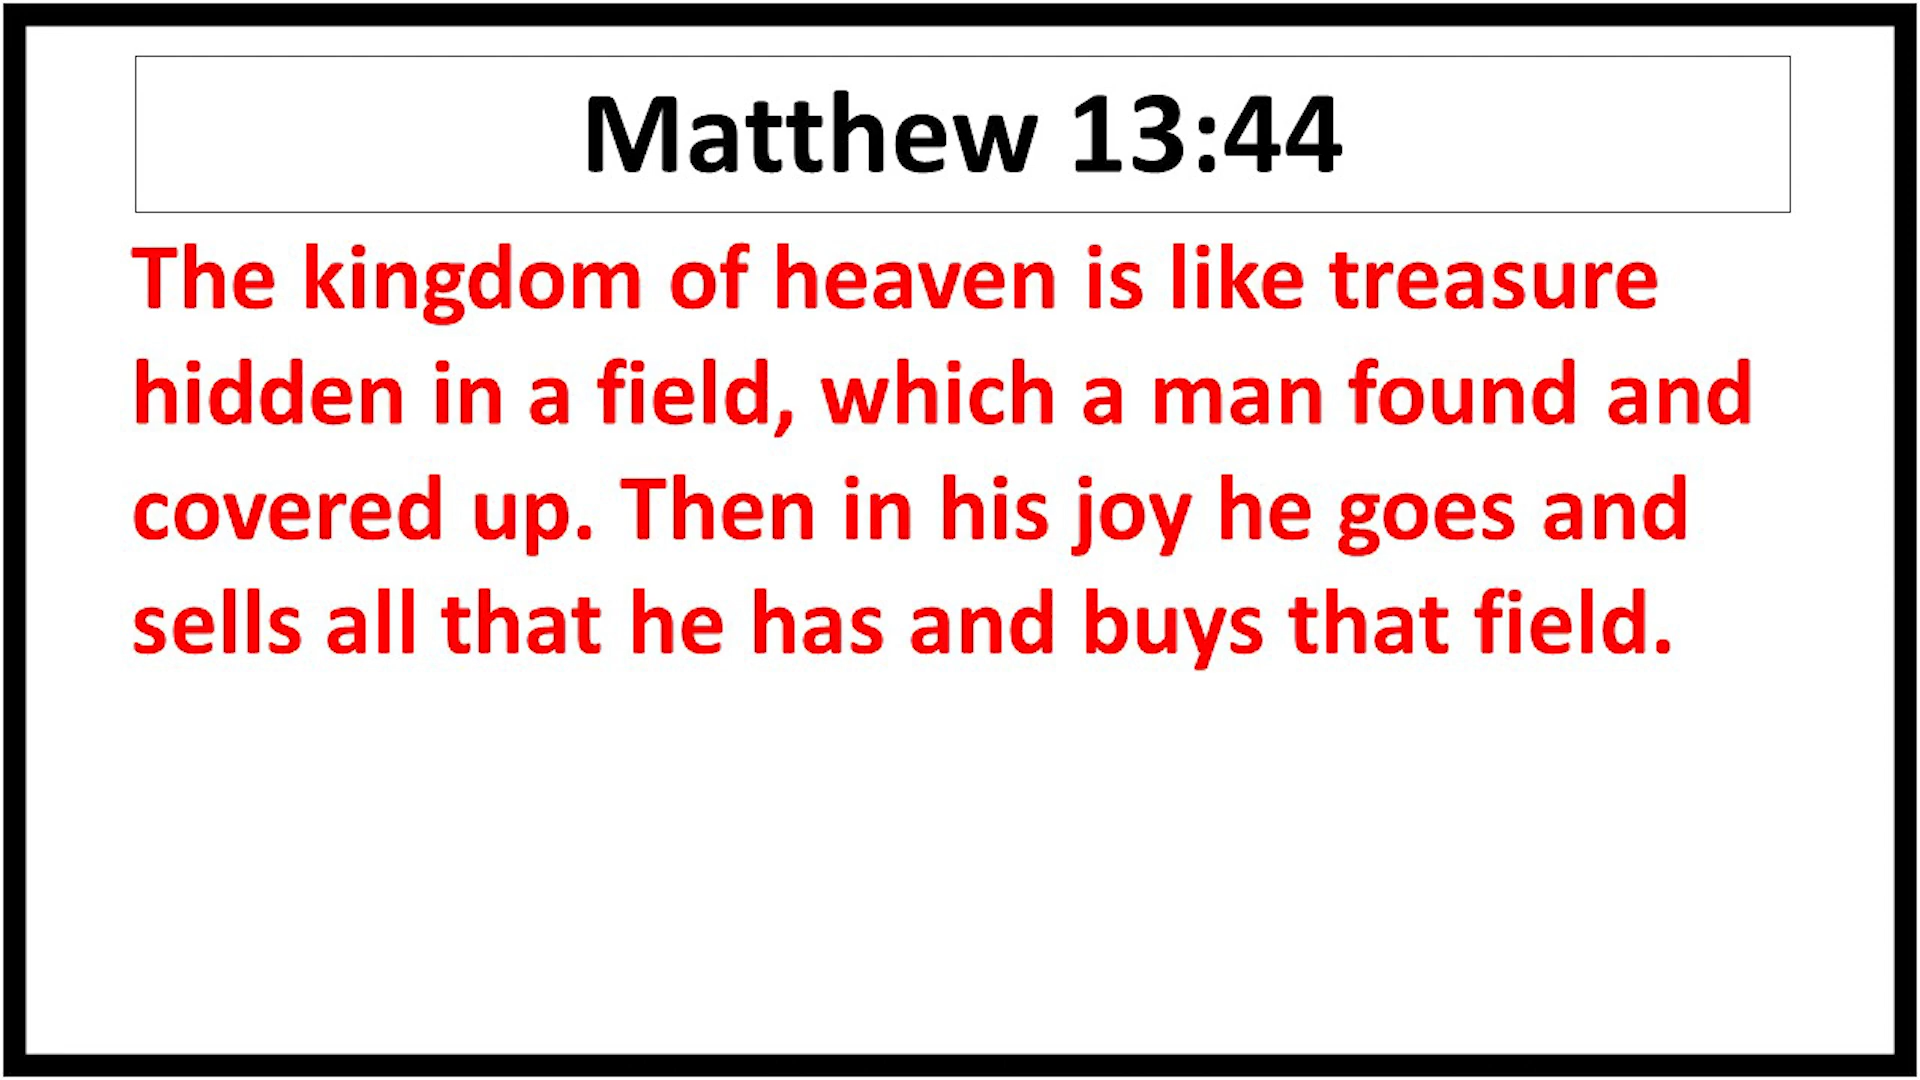 Matthew 13:44
The kingdom of heaven is like treasure
hidden in a field, which a man found and
covered up. Then in his joy he goes and
sells all that he has and buys that field.